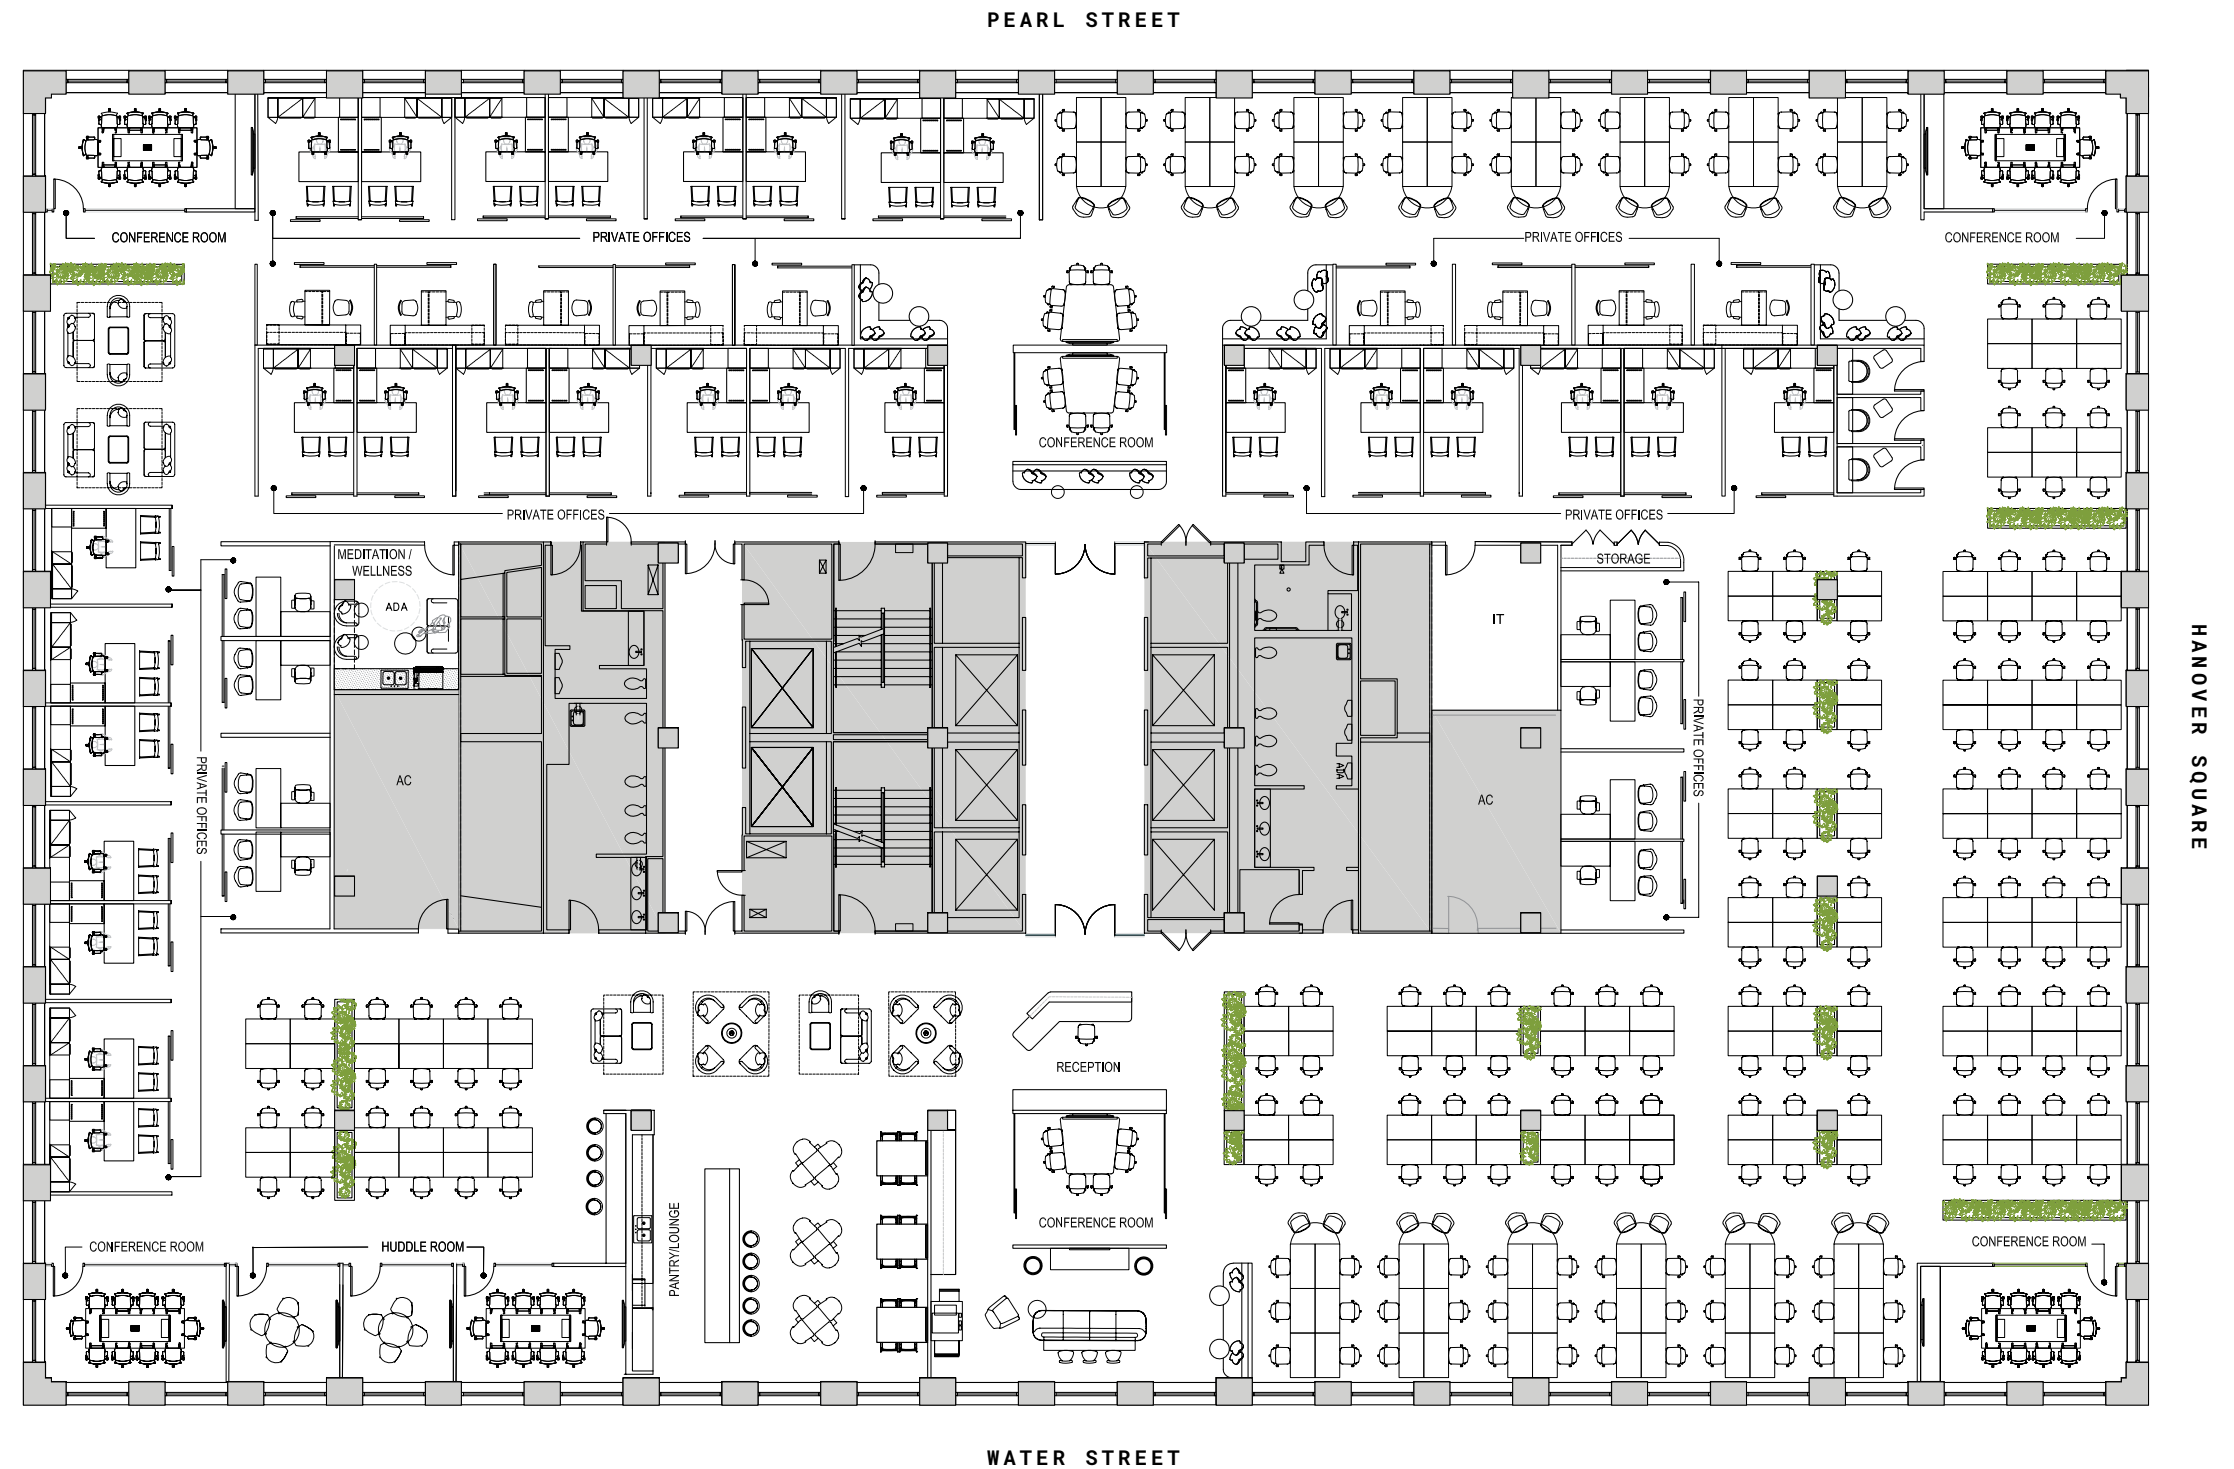 PEARL STREET
CONFERENCE ROOM
PRIVATE OFFICES
PRIVATE OFFICES
CONFERENCE ROOM
CONFERENCE ROOM
PRIVATE OFFICES
PRIVATE OFFICES
MEDITATION /
WELLNESS
ADA
STORAGE
IT
HANOVER SQUARE
PRIVATE OFFICES
PRIVATE OFFICES
AC
ADA
AC
RECEPTION
PANTRY/LOUNGE
CONFERENCE ROOM
CONFERENCE ROOM
HUDDLE ROOM
CONFERENCE ROOM
WATER STREET